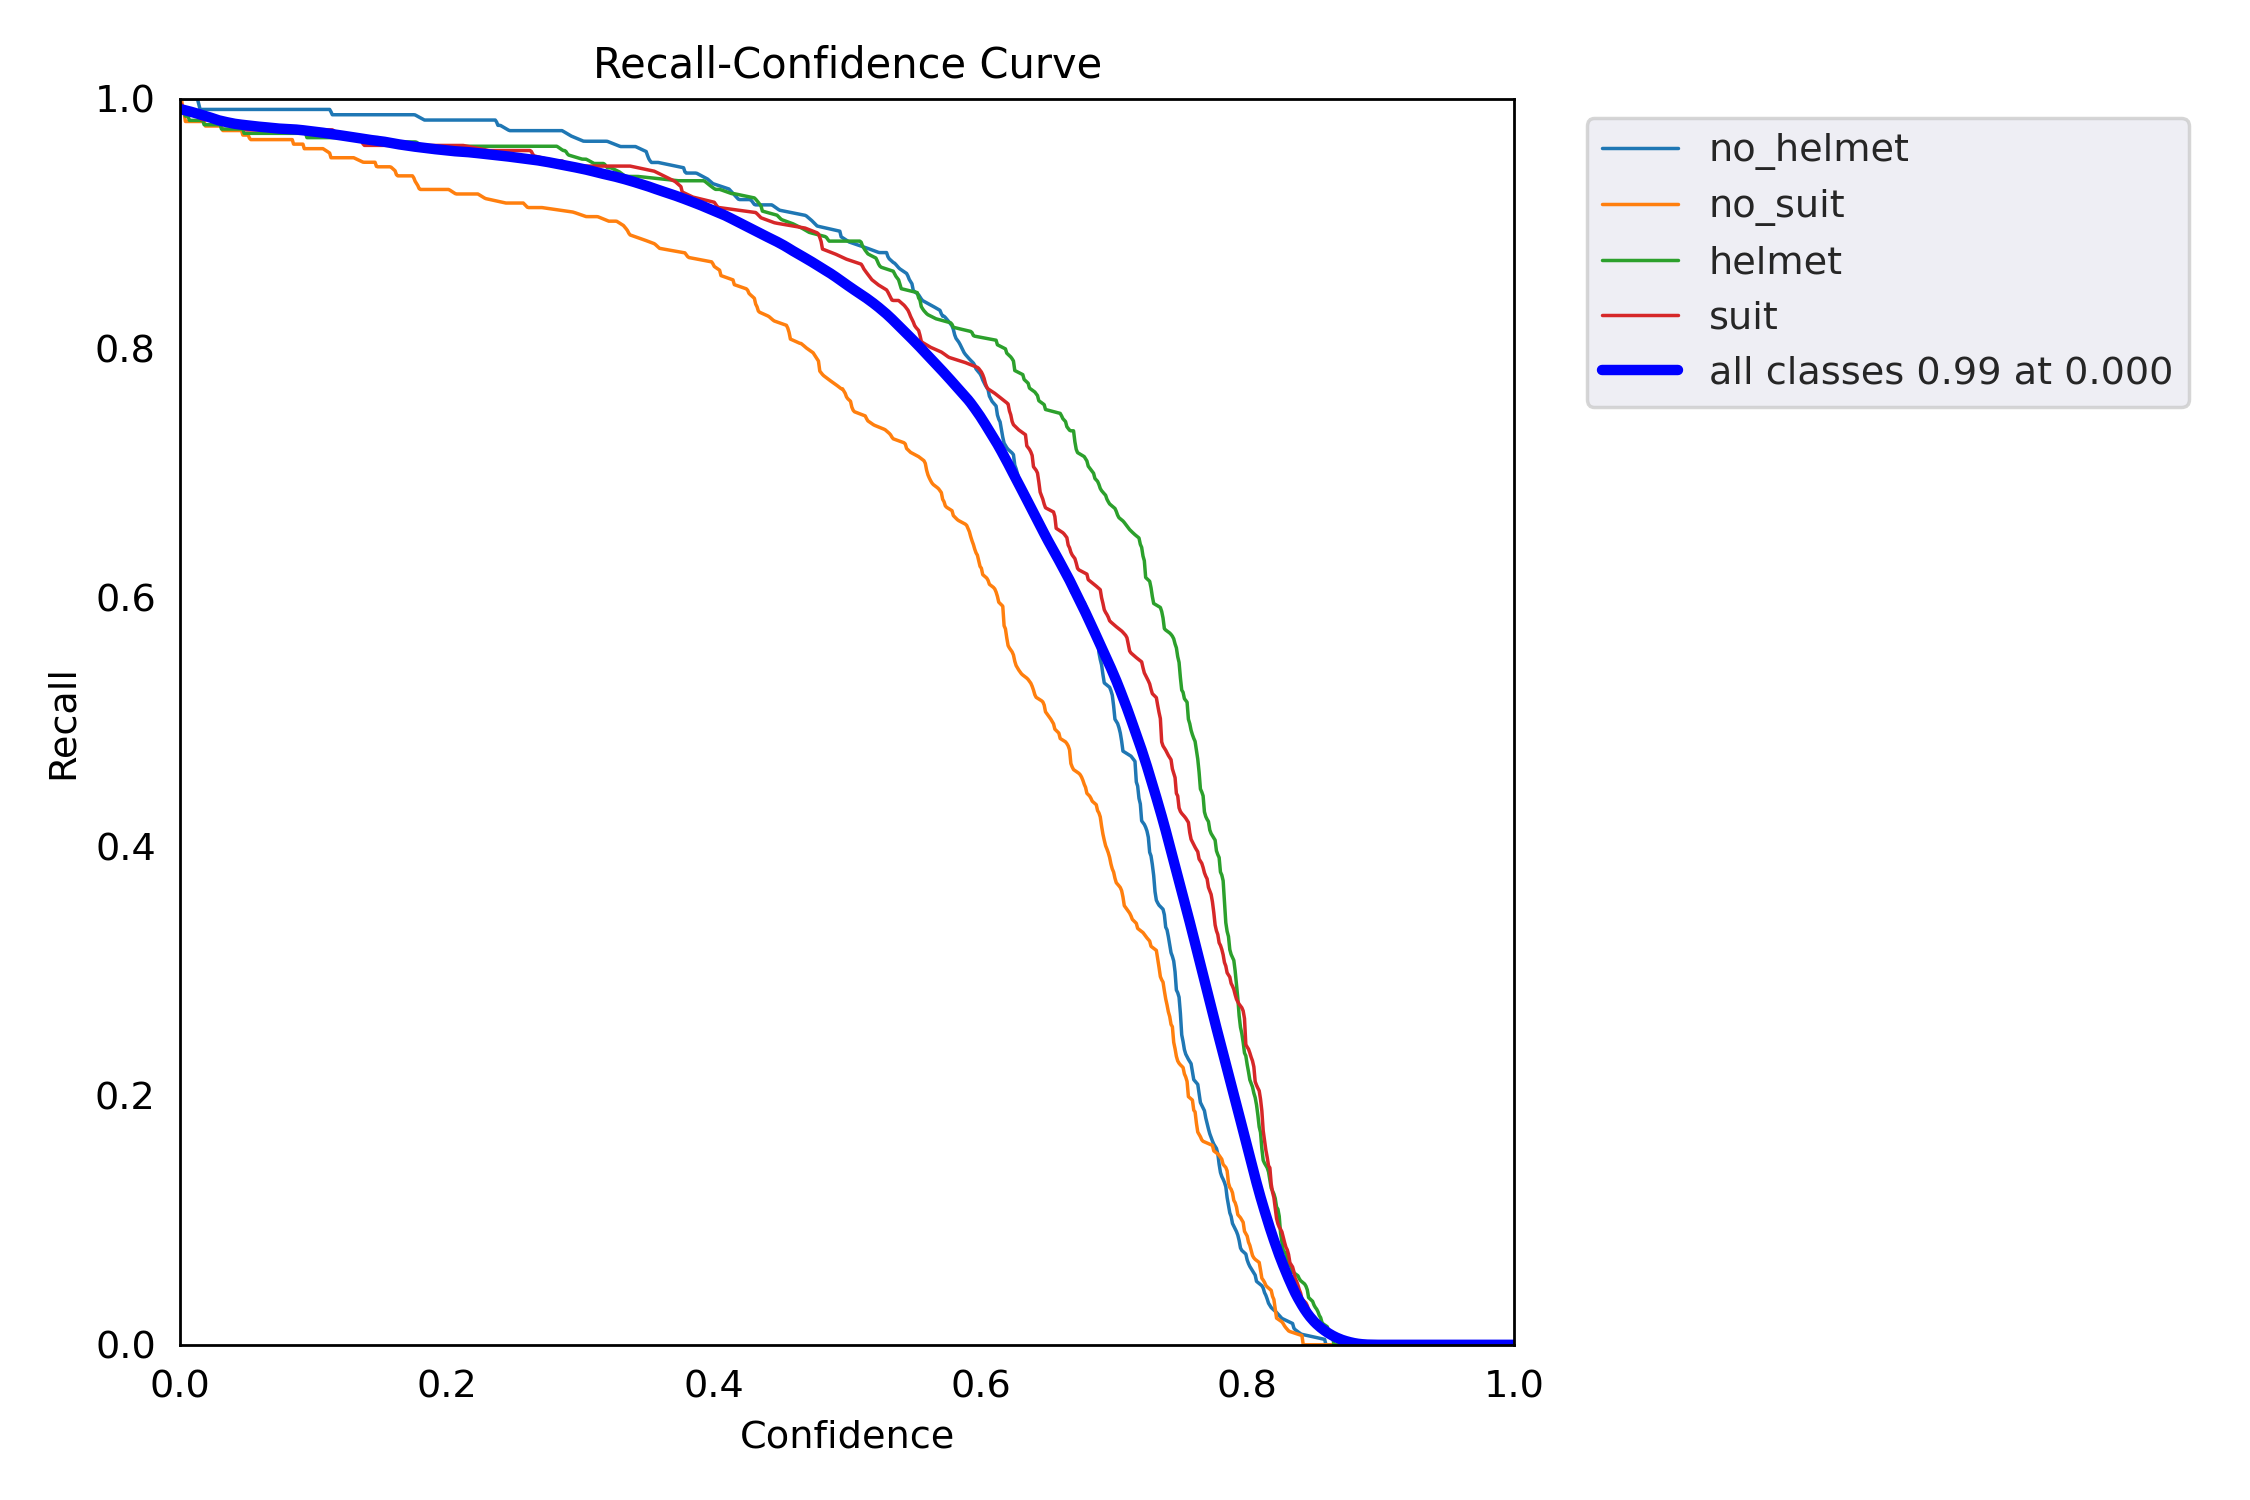 Recall-Confidence Curve
1.0
0.8
0.6
0.4
0.2
0.0
Recall
0.0 0.2 0.4 0.6 0.8 1.0
Confidence
no_helmet
no_suit
helmet
suit
all classes 0.99 at 0.000